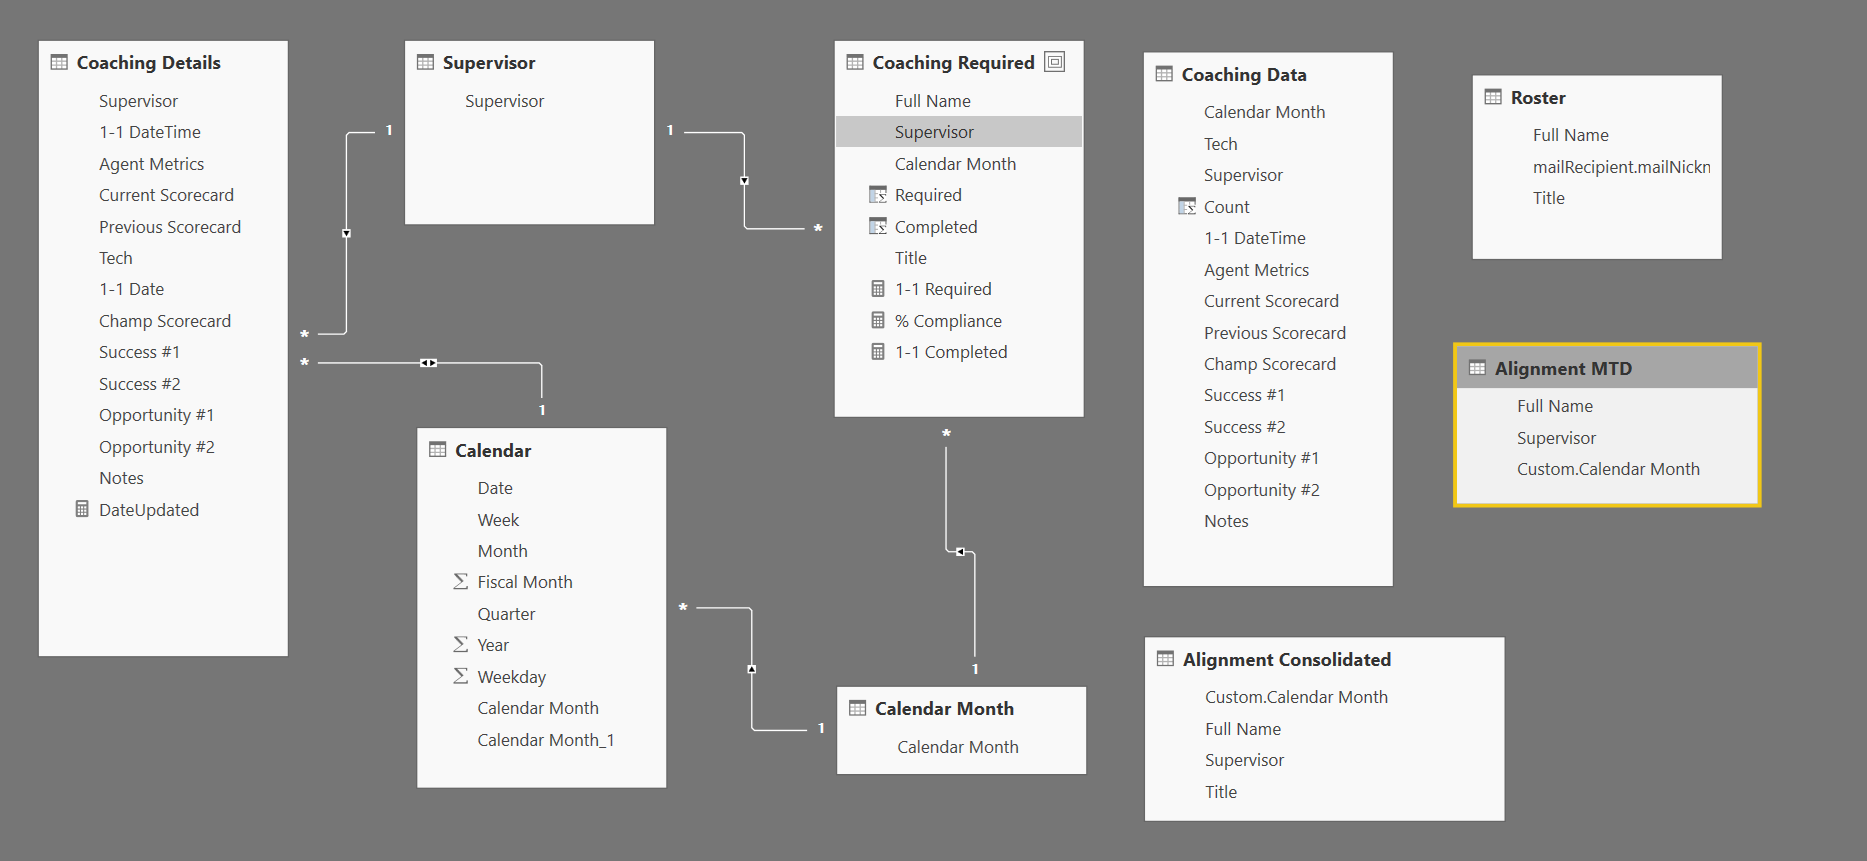 Coaching Details
Supervisor
1-1 DateTime
Agent Metrics
Current Scorecard
Previous Scorecard
Tech
1-1 Date
Champ Scorecard
Success #1
Success #2
Opportunity #1
Opportunity #2
Notes
DateUpdated
1
*
*
Supervisor
Supervisor
1
*
1
Calendar
Date
Week
Month
Fiscal Month
Quarter
Year
Weekday
Calendar Month
Calendar Month_1
*
1
Coaching Required
Full Name
Supervisor
Calendar Month
Required
Completed
Title
1-1 Required
% Compliance
1-1 Completed
*
1
Calendar Month
Calendar Month
Coaching Data
Calendar Month
Tech
Supervisor
Count
1-1 DateTime
Agent Metrics
Current Scorecard
Previous Scorecard
Champ Scorecard
Success #1
Success #2
Opportunity #1
Opportunity #2
Notes
Roster
Full Name
mailRecipient.mailNickn
Title
Alignment MTD
Full Name
Supervisor
Custom.Calendar Month
Alignment Consolidated
Custom.Calendar Month
Full Name
Supervisor
Title